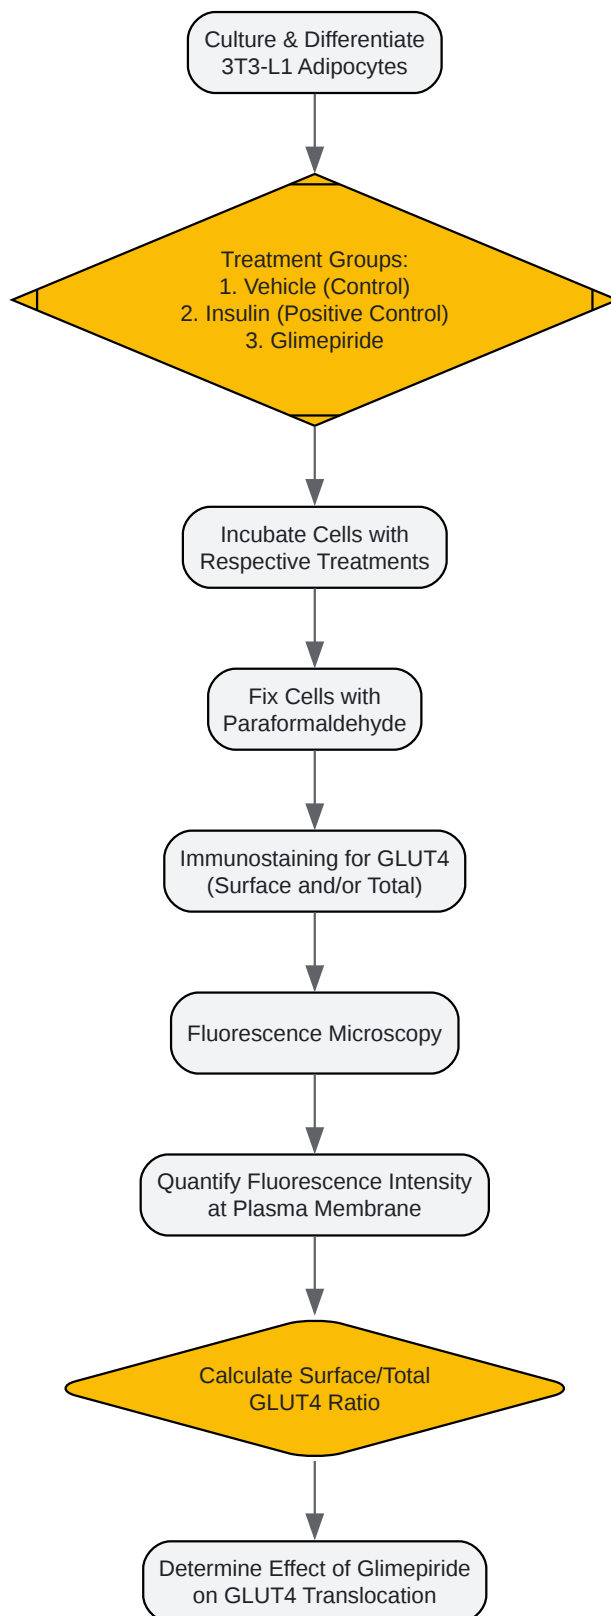 Culture & Differentiate
3T3-L1 Adipocytes
Treatment Groups:
1. Vehicle (Control)
2. Insulin (Positive Control)
3. Glimepiride
Incubate Cells with
Respective Treatments
Fix Cells with
Paraformaldehyde
Immunostaining for GLUT4
(Surface and/or Total)
Fluorescence Microscopy
Quantify Fluorescence Intensity
at Plasma Membrane
Calculate Surface/Total
GLUT4 Ratio
Determine Effect of Glimepiride
on GLUT4 Translocation